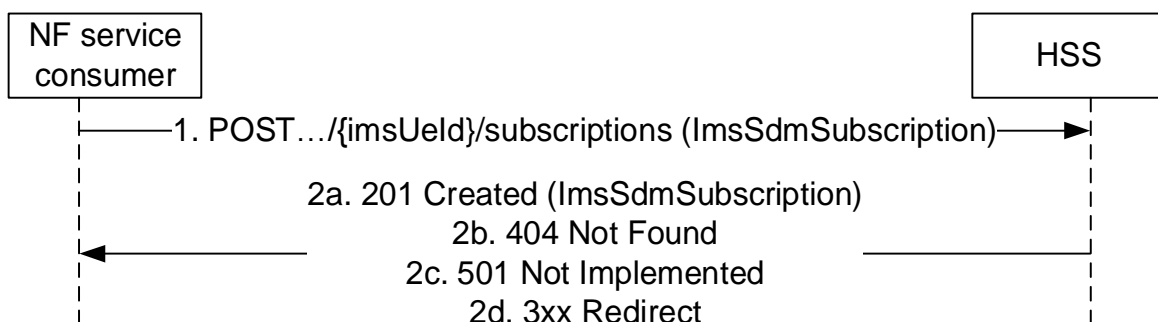 NF service
consumer
HSS
1. POST…/{imsUeId}/subscriptions (ImsSdmSubscription)
2a. 201 Created (ImsSdmSubscription)
2b. 404 Not Found
2c. 501 Not Implemented
2d. 3xx Redirect